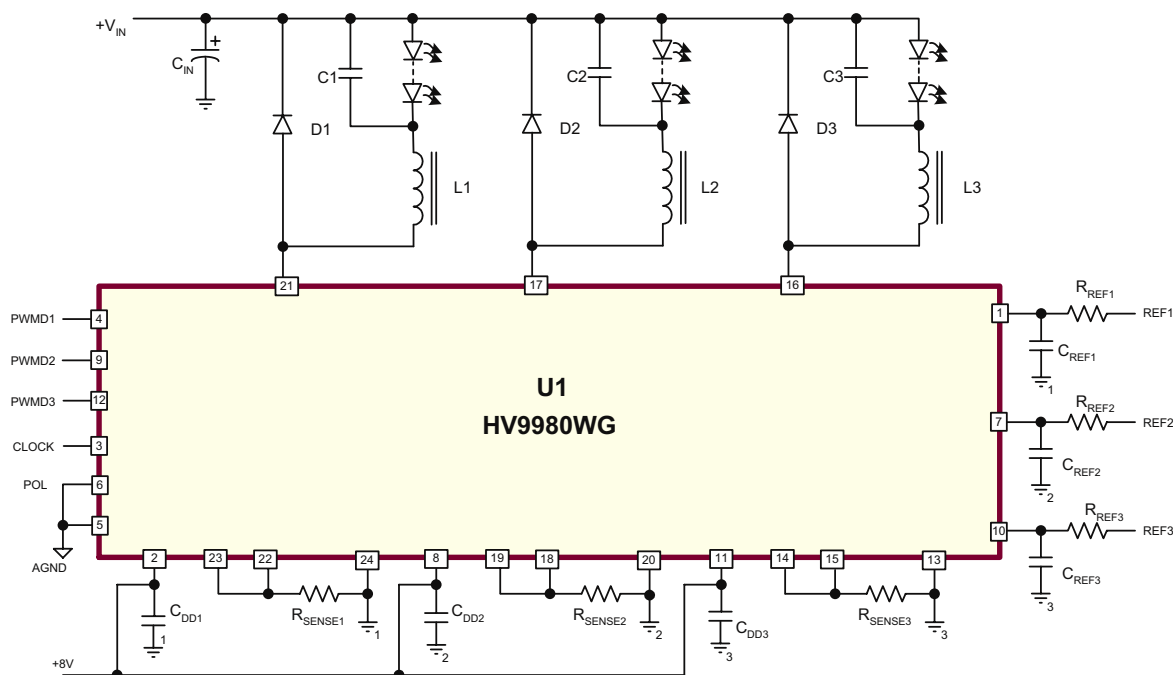 +VIN
CIN
+
C1
C2
C3
D1
D2
D3
L1
L2
L3
21
17
16
PWMD1
4
1
RREF1
REF1
CREF1
1
PWMD2
9
PWMD3
12
U1
HV9980WG
7
RREF2
REF2
CREF2
2
CLOCK
3
POL
6
5
AGND
10
RREF3
REF3
CREF3
3
2
23
22
24
8
19
18
20
11
14
15
13
CDD1
1
RSENSE1
1
CDD2
2
RSENSE2
2
CDD3
3
RSENSE3
3
+8V